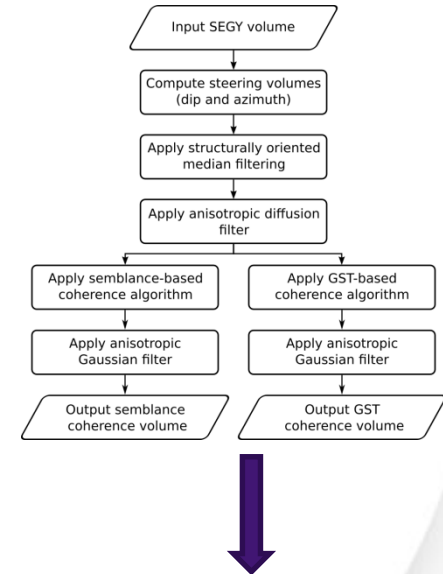 Input SEGY volume
Compute steering volumes
(dip and azimuth)
Apply structurally oriented
median filtering
Apply anisotropic diffusion
filter
Apply semblance-based
coherence algorithm
Apply anisotropic
Gaussian filter
Output semblance
coherence volume
Apply GST-based
coherence algorithm
Apply anisotropic
Gaussian filter
Output GST
coherence volume